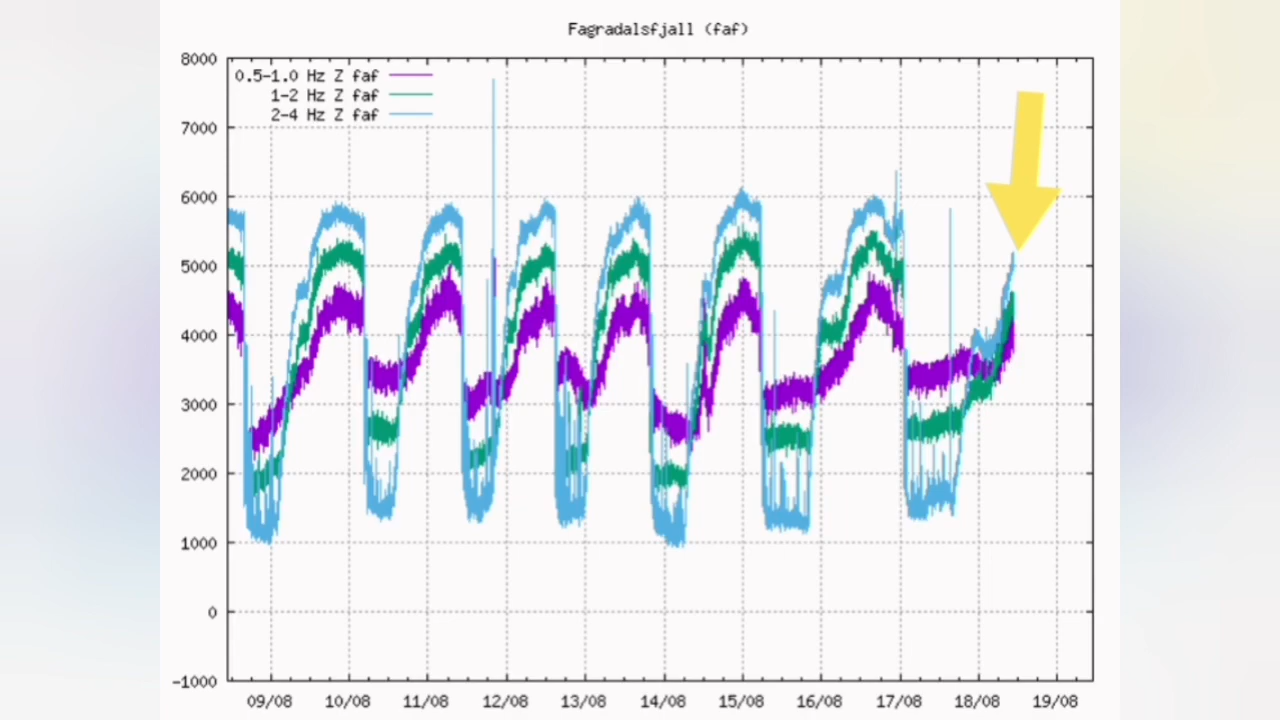 Fagradalsfjall (faf)
8000
0.5-1.0 Hz Z faf
1-2 Hz Z faf
2-4 Hz Z faf
7000
6000
5000
4000
3000
2000
1000
0
-1000
09/08 10/08 11/08 12/08 13/08 14/08 15/08 16/08 17/08 18/08 19/08